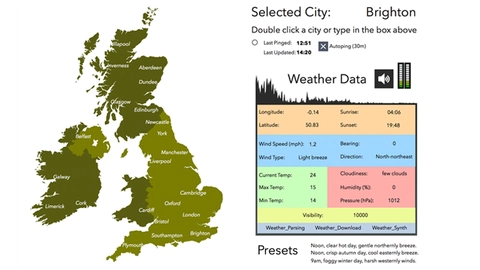 Selected City: Brighton
Double click a city or type in the box above
Last Pinged: 12:51
Autoping (30m)
Last Updated: 14:20
Weather Data
Longitude: -0.14 Sunrise: 04:06
Latitude: 50.83 Sunset: 19:48
Wind Speed (mph): 1.2 Bearing: 0
Wind Type: Light breeze Direction: North-northeast
Current Temp: 24 Cloudiness: few clouds
Max Temp: 15 Humidity (%): 0
Min Temp: 14 Pressure (hPa): 1012
Visibility: 10000
Weather_Parsing Weather_Download Weather_Synth
Presets
Noon, clear hot day, gentle northernly breeze.
Noon, crisp autumn day, cool easternly breeze.
9am, foggy winter day, harsh westernly winds.
Ullapool
Inverness
Aberdeen
Dundee
Glasgow
Edinburgh
Newcastle
Belfast
York
Manchester
Liverpool
Galway
Limerick
Cork
Cambridge
Cardiff
Oxford
London
Bristol
Southampton
Brighton
Plymouth